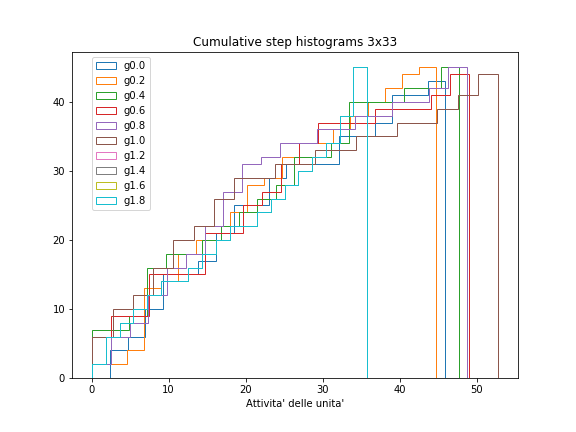 Cumulative step histograms 3x33
g0.0
g0.2
g0.4
g0.6
g0.8
g1.0
g1.2
g1.4
g1.6
g1.8
40
30
20
10
0
0 10 20 30 40 50
Attivita' delle unita'